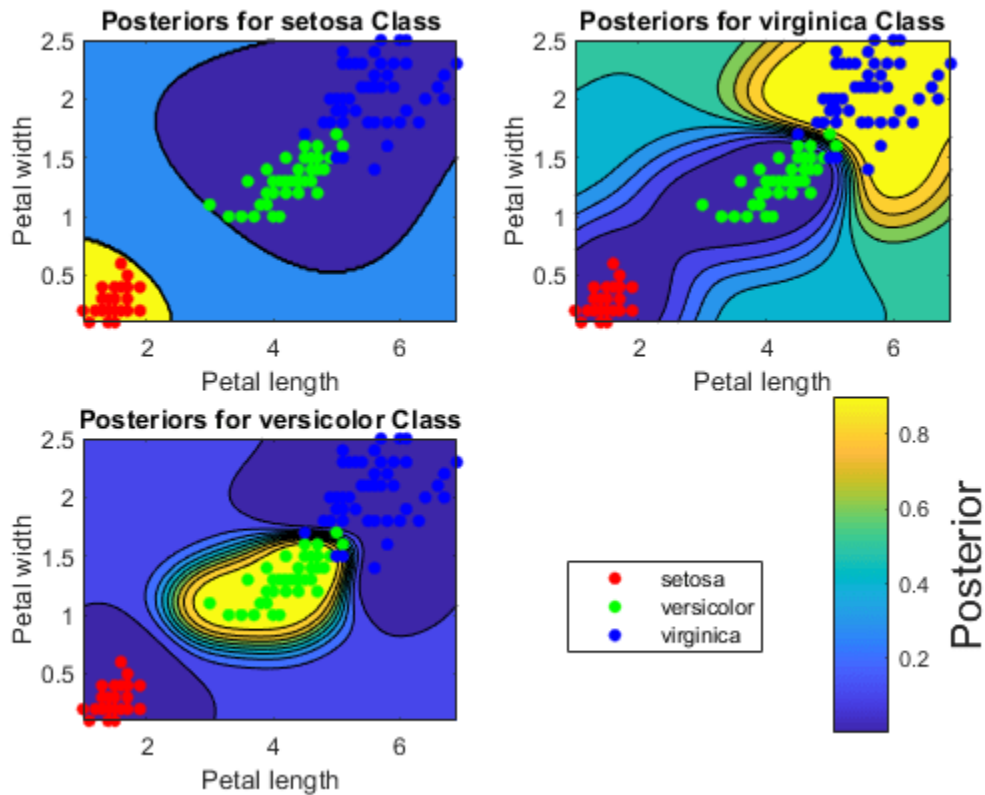 Posteriors for setosa Class
2.5
2
1.5
1
0.5
Petal width
2 4 6
Petal length
Posteriors for virginica Class
2.5
2
1.5
1
0.5
Petal width
2 4 6
Petal length
Posteriors for versicolor Class
2.5
2
1.5
1
0.5
Petal width
2 4 6
Petal length
setosa
versicolor
virginica
0.8
0.6
0.4
0.2
Posterior